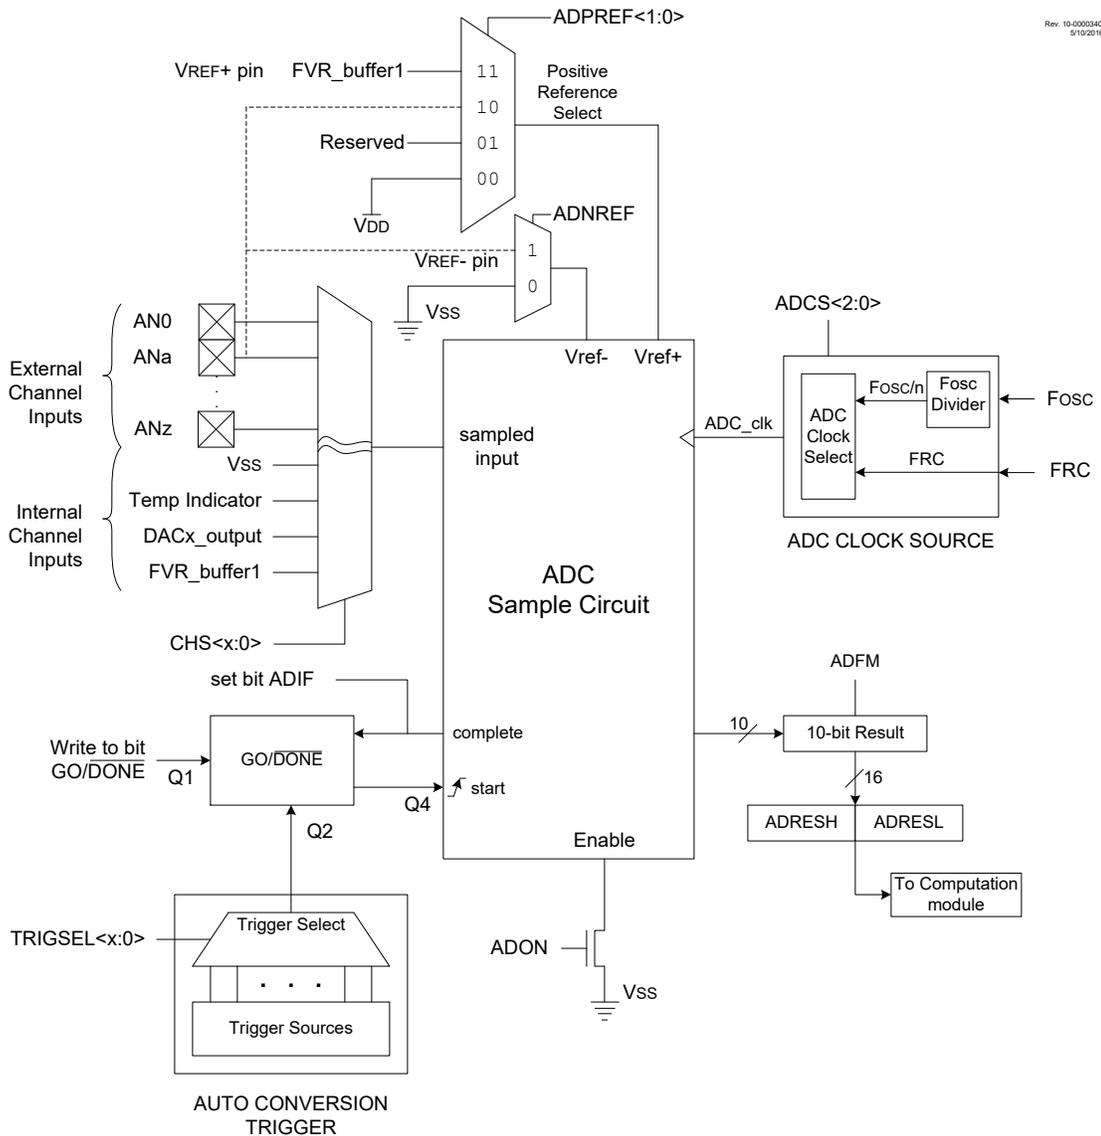 ADPREF<1:0>
Rev. 10-000034C
5/10/2016
VREF+ pin
FVR_buffer1
11
Positive
Reference
Select
10
Reserved
01
00
VDD
ADNREF
VREF- pin
1
0
VSS
ADCS<2:0>
External
Channel
Inputs
AN0
ANa
ANz
Vref-
Vref+
ADC
Clock
Select
FOSC/n
Fosc
Divider
FOSC
FRC
FRC
ADC_clk
ADC CLOCK SOURCE
sampled
input
Internal
Channel
Inputs
VSS
Temp Indicator
DACx_output
FVR_buffer1
ADC
Sample Circuit
CHS<x:0>
set bit ADIF
ADFM
Write to bit
GO/DONE
Q1
GO/DONE
complete
Q4
start
10
10-bit Result
16
ADRESH
ADRESL
Q2
Enable
To Computation
module
TRIGSEL<x:0>
Trigger Select
. . .
Trigger Sources
ADON
VSS
AUTO CONVERSION
TRIGGER